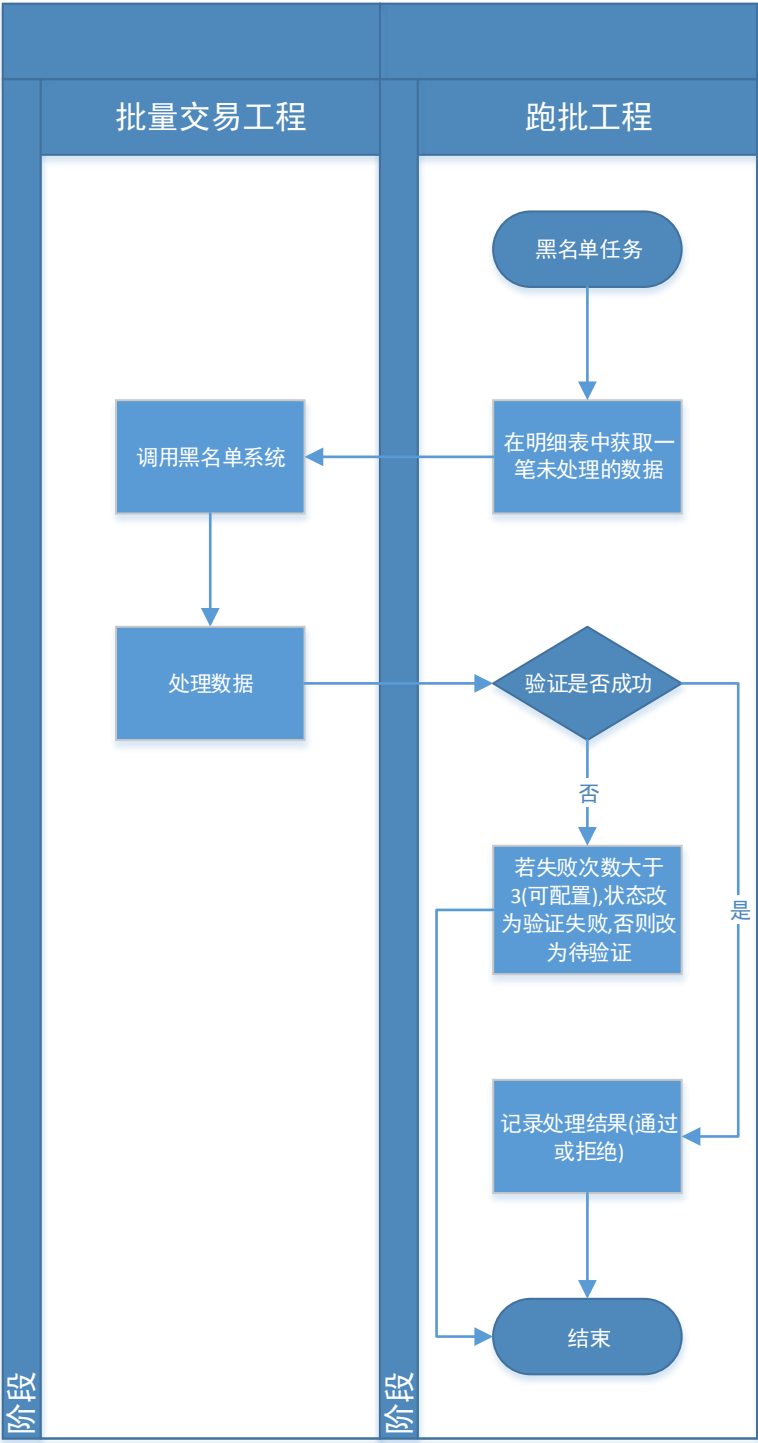 批量交易工程
跑批工程
黑名单任务
在明细表中获取一
笔未处理的数据
调用黑名单系统
处理数据
验证是否成功
否
是
若失败次数大于
3(可配置),状态改
为验证失败,否则改
为待验证
记录处理结果(通过
或拒绝)
结束
阶段
阶段